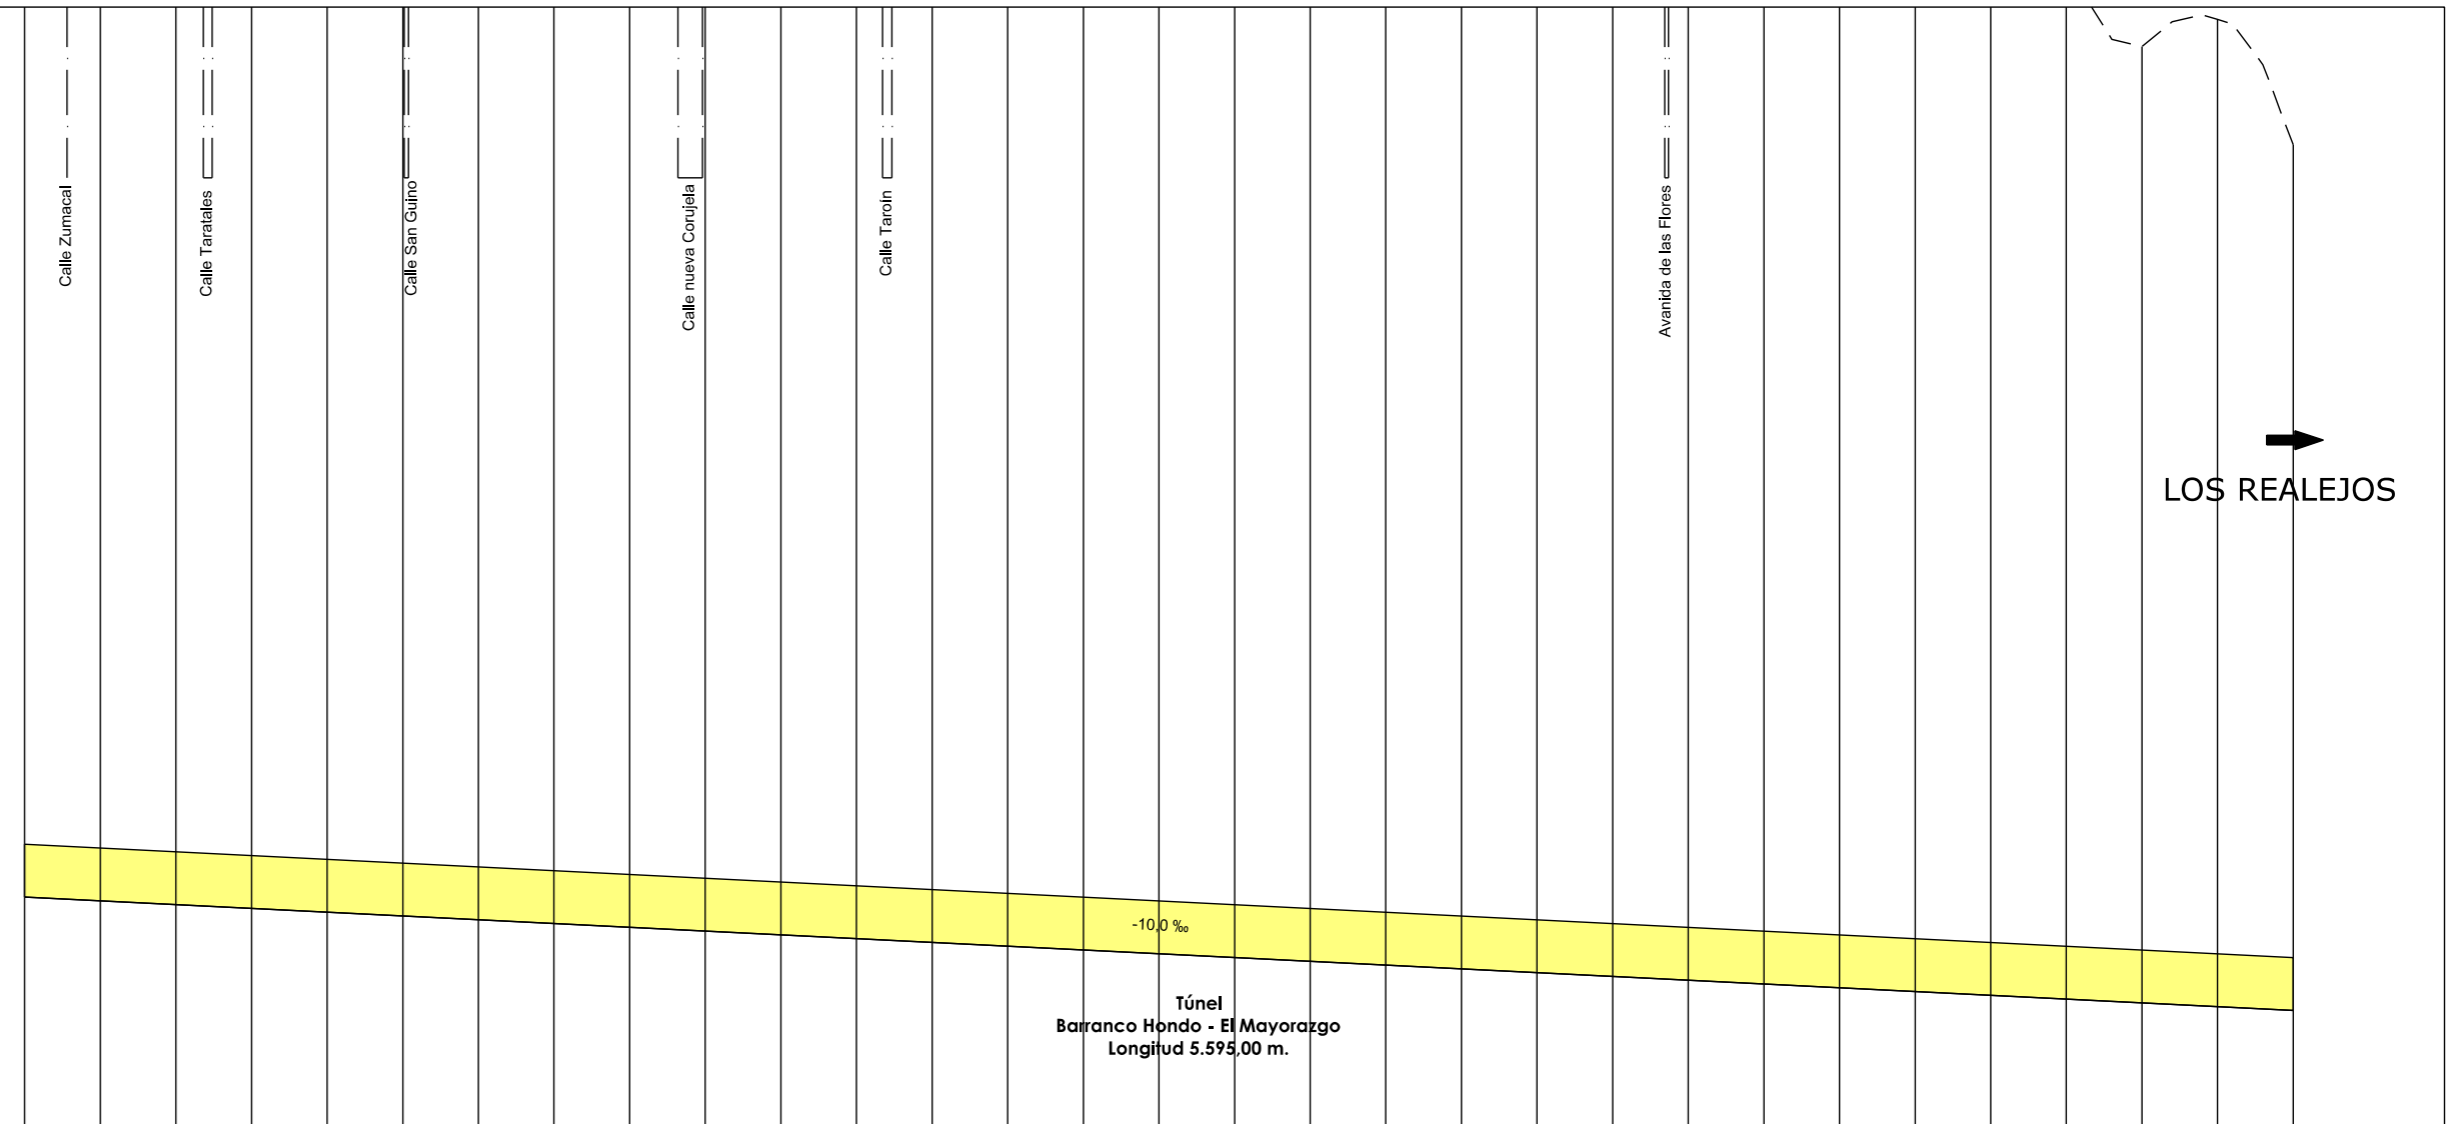 Calle Zumacal
Calle Taratales
Calle San Guino
Calle nueva Corujela
Calle Taroín
Avanida de las Flores
LOS REALEJOS
-10,0 ‰
Túnel
Barranco Hondo - El Mayorazgo
Longitud 5.595,00 m.